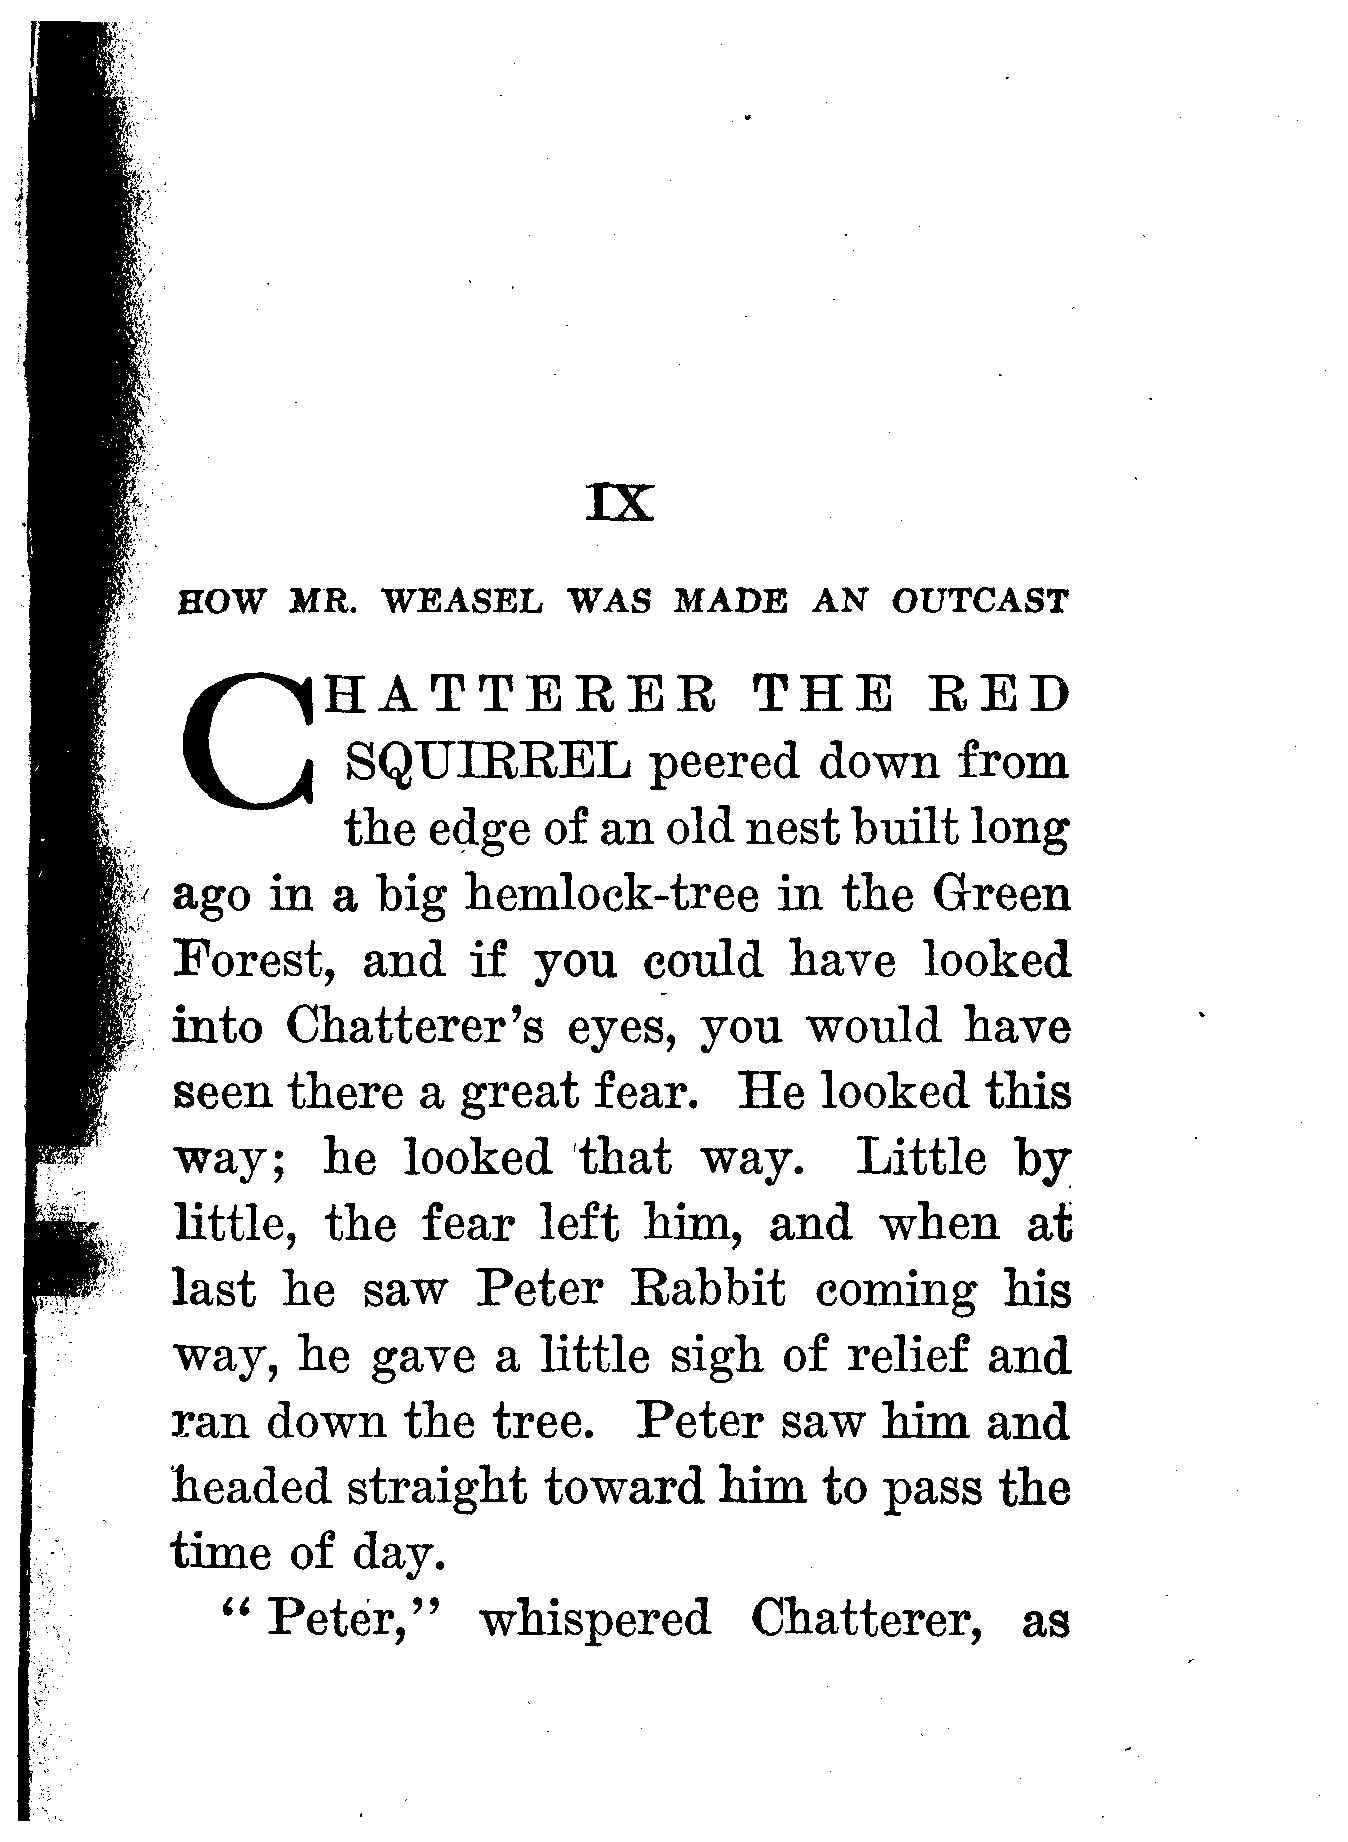 IX
HOW MR. WEASEL WAS MADE AN OUTCAST
CHATTERER THE RED
SQUIRREL peered down from
the edge of an old nest built long
ago in a big hemlock-tree in the Green
Forest, and if you could have looked
into Chatterer's eyes, you would have
seen there a great fear. He looked this
way; he looked that way. Little by
little, the fear left him, and when at
last he saw Peter Rabbit coming his
way, he gave a little sigh of relief and
ran down the tree. Peter saw him and
headed straight toward him to pass the
time of day.
"Peter," whispered Chatterer, as